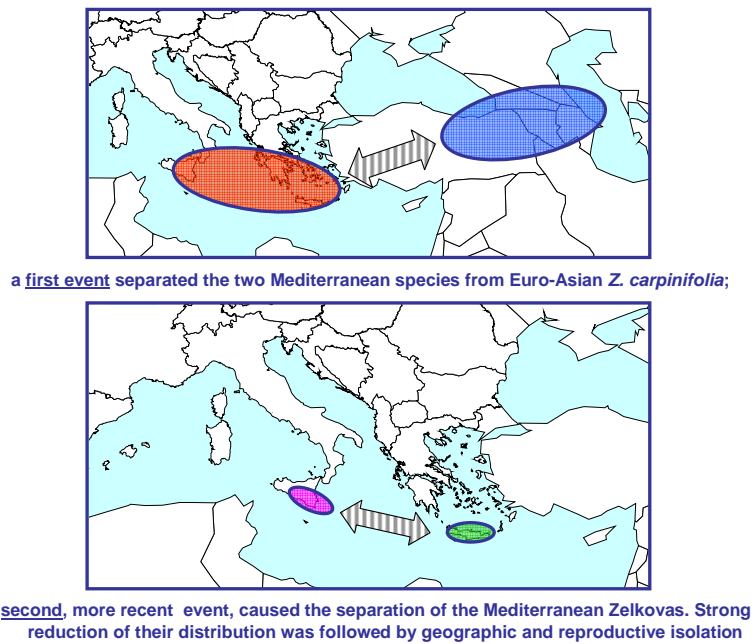 a first event separated the two Mediterranean species from Euro-Asian Z. carpinifolia;
second, more recent event, caused the separation of the Mediterranean Zelkovas. Strong
reduction of their distribution was followed by geographic and reproductive isolation